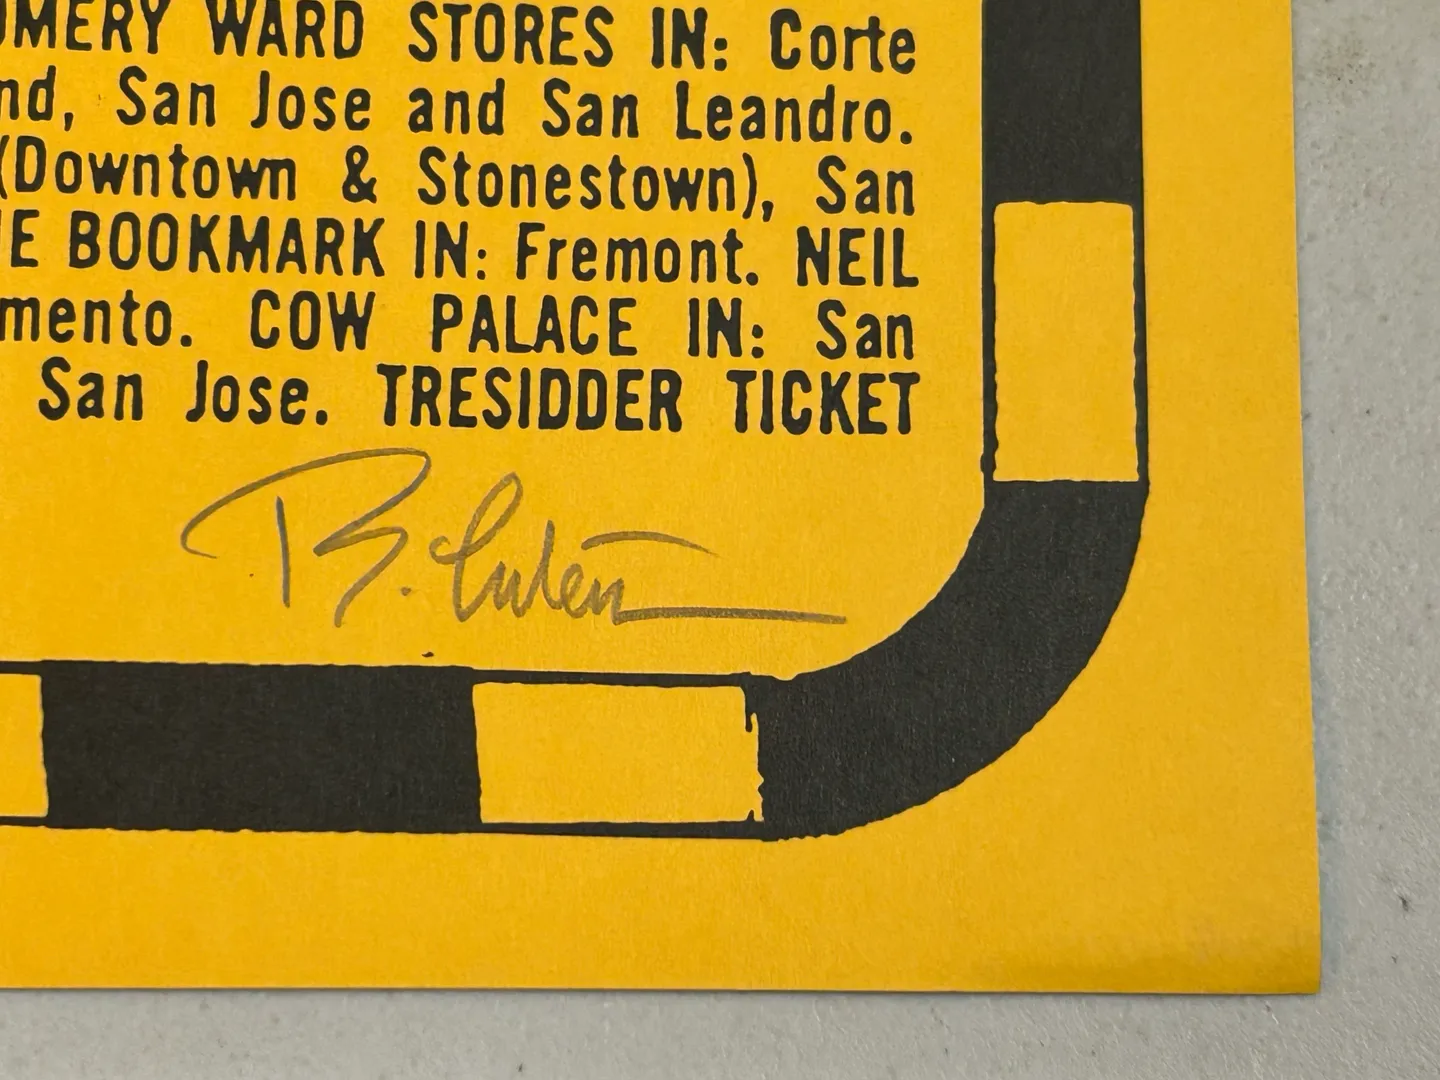 OMERY WARD STORES IN: Corte
nd, San Jose and San Leandro.
(Downtown & Stonestown), San
E BOOKMARK IN: Fremont. NEIL
mento. COW PALACE IN: San
San Jose. TRESIDDER TICKET